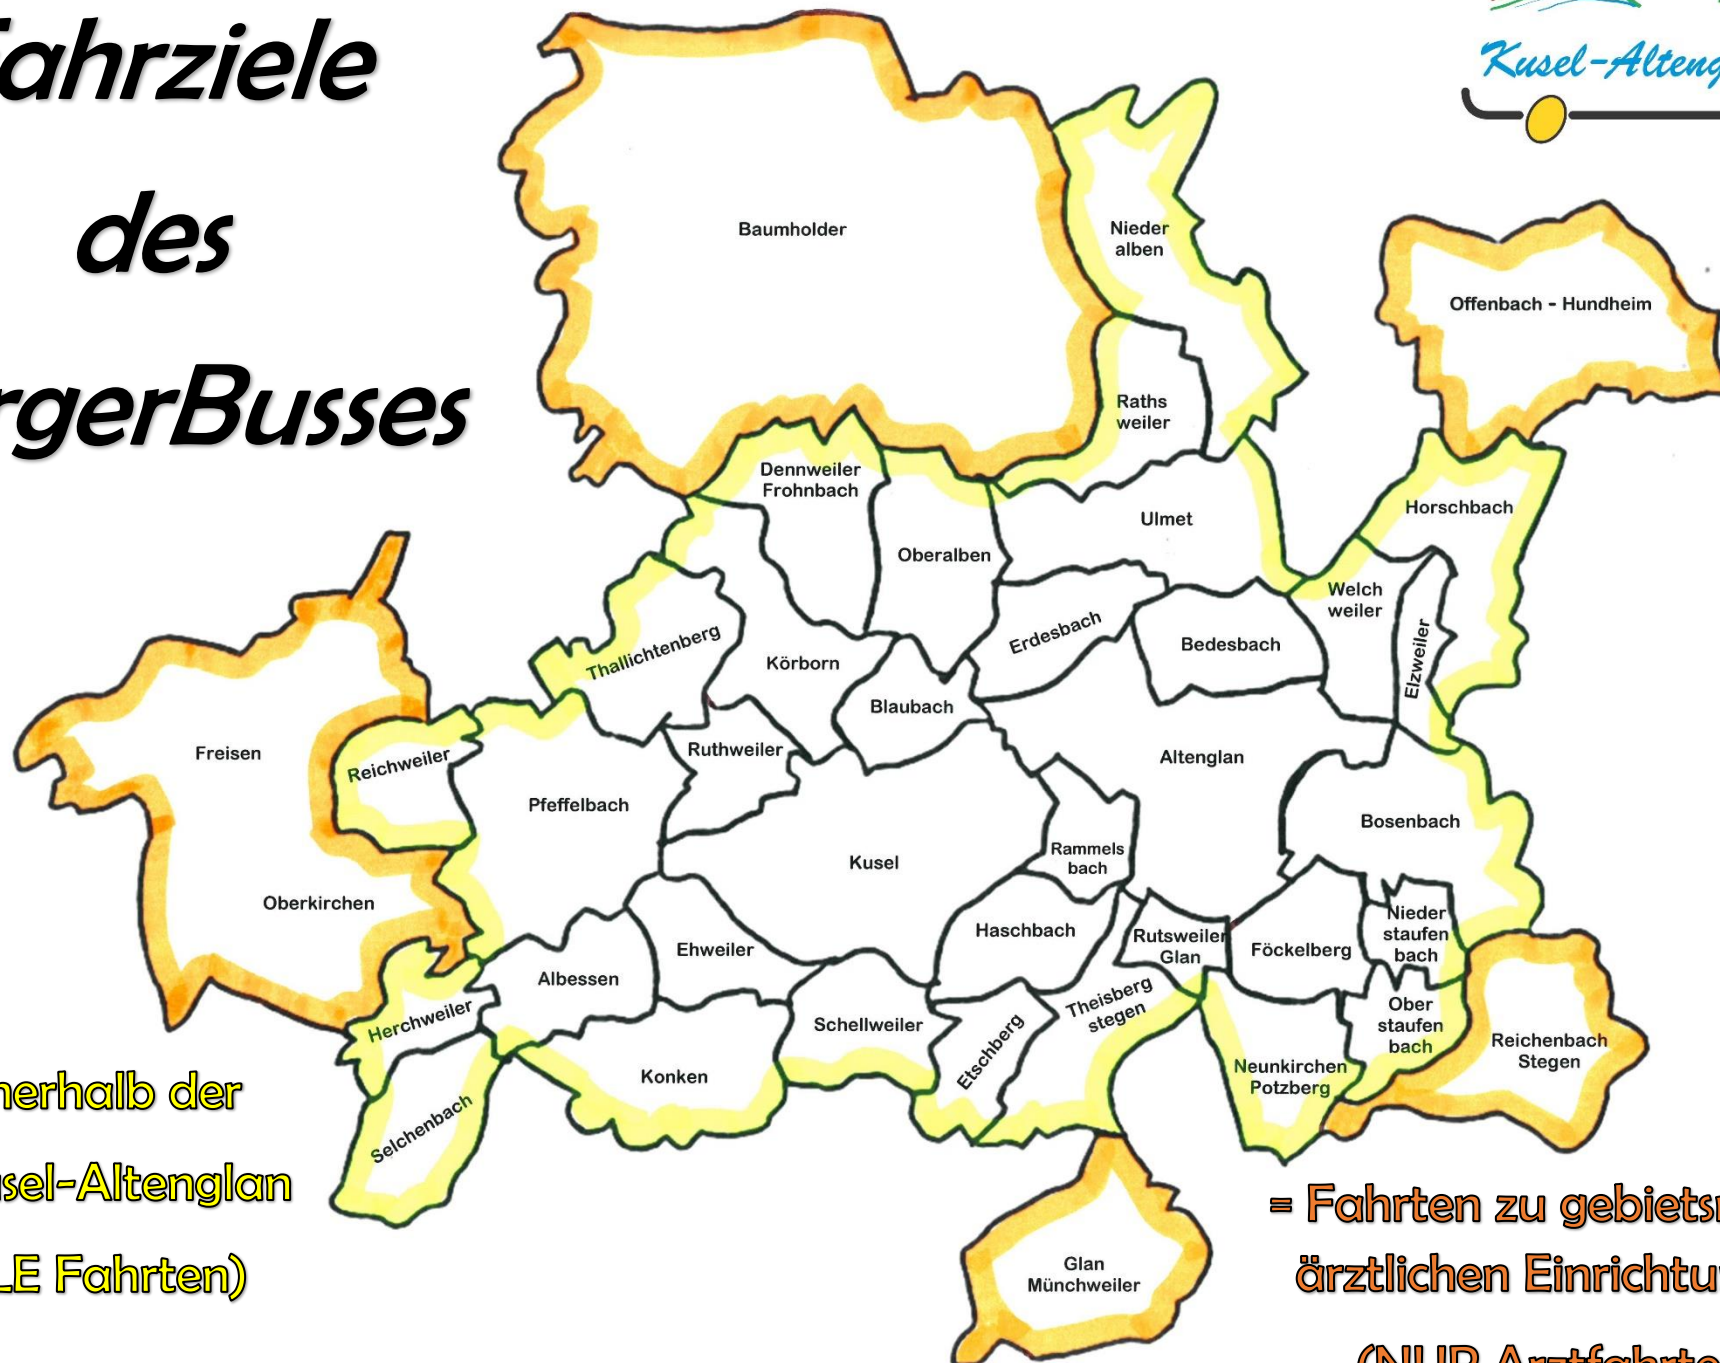 ahrziele
des
rgerBusses
Kusel-Alteng
Baumholder
Nieder
alben
Offenbach - Hundheim
Raths
weiler
Dennweiler
Frohnbach
Horschbach
Ulmet
Oberalben
Welch
weiler
Erdesbach
Bedesbach
Elzweiler
Thallichtenberg
Körborn
Blaubach
Freisen
Reichweiler
Ruthweiler
Altenglan
Pfeffelbach
Bosenbach
Kusel
Rammels
bach
Oberkirchen
Haschbach
Nieder
staufen
bach
Ehweiler
Rutsweiler
Glan
Föckelberg
Albessen
Theisberg
stegen
Ober
staufen
bach
Herchweiler
Schellweiler
Etschberg
Reichenbach
Stegen
Konken
Neunkirchen
Potzberg
Selchenbach
nerhalb der
sel-Altenglan
LE Fahrten)
Glan
Münchweiler
= Fahrten zu gebiets
ärztlichen Einrichtu
(NUR Arztfahrte